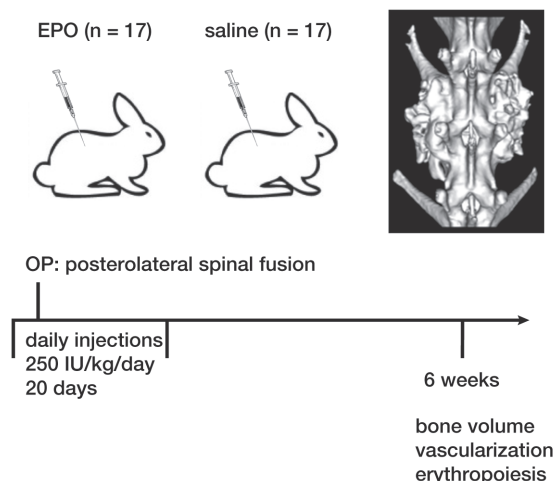 EPO (n = 17)
saline (n = 17)
OP: posterolateral spinal fusion
daily injections
250 IU/kg/day
20 days
6 weeks
bone volume
vascularization
erythropoiesis